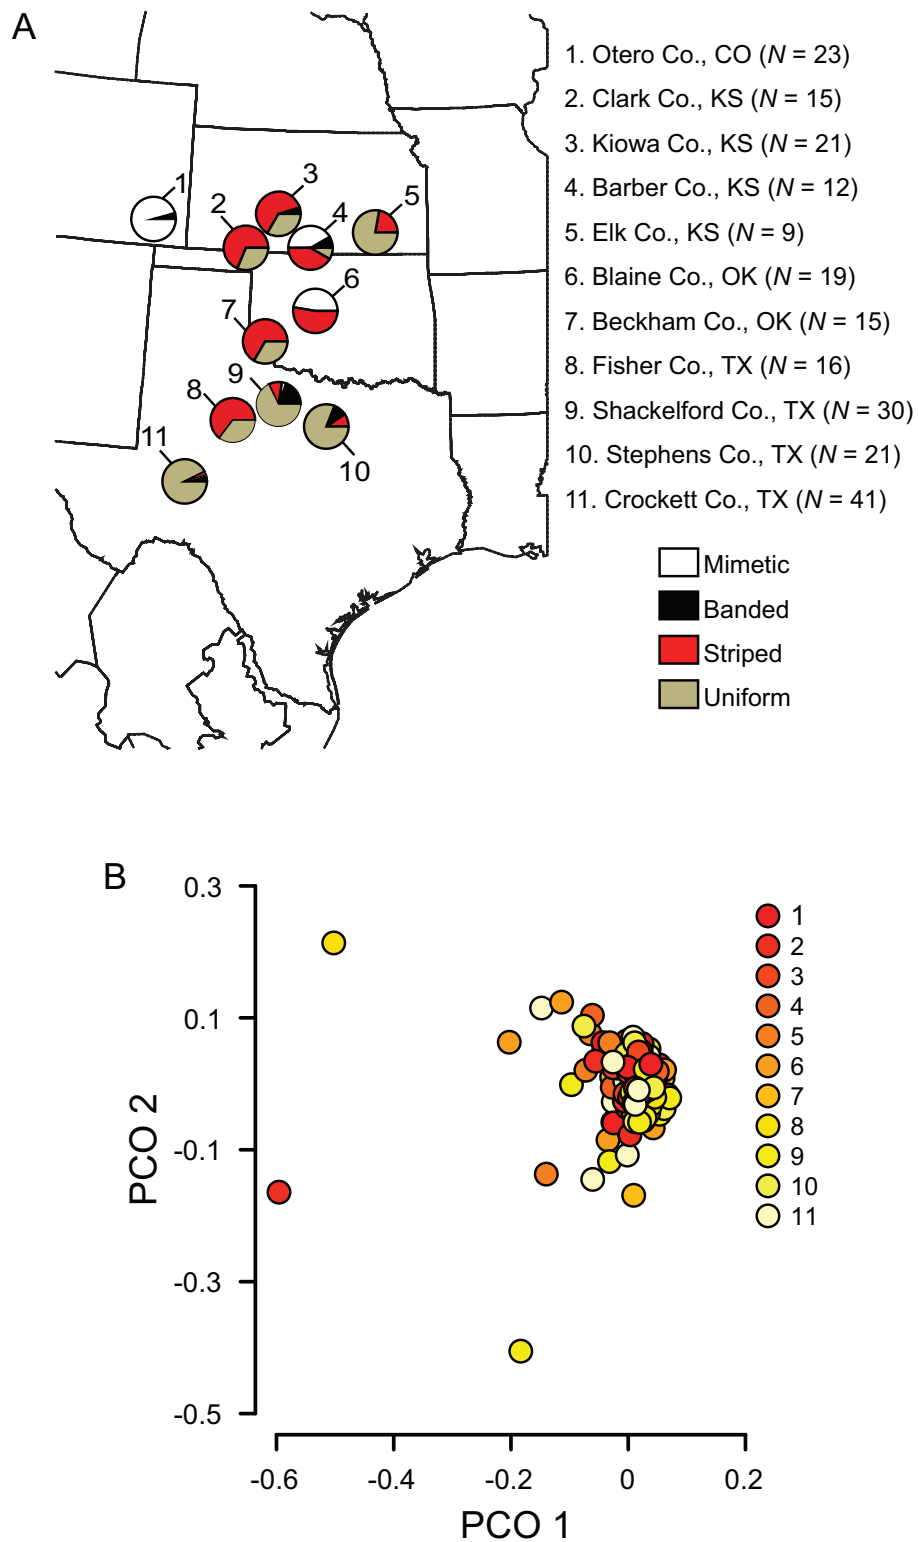 A
1. Otero Co., CO (N = 23)
2. Clark Co., KS (N = 15)
3. Kiowa Co., KS (N = 21)
4. Barber Co., KS (N = 12)
5. Elk Co., KS (N = 9)
6. Blaine Co., OK (N = 19)
7. Beckham Co., OK (N = 15)
8. Fisher Co., TX (N = 16)
9. Shackelford Co., TX (N = 30)
10. Stephens Co., TX (N = 21)
11. Crockett Co., TX (N = 41)
1
2
3
4
5
6
7
8
9
10
11
Mimetic
Banded
Striped
Uniform
B
0.3
0.1
-0.1
-0.3
-0.5
PCO 2
-0.6
-0.4
-0.2
0
0.2
PCO 1
1
2
3
4
5
6
7
8
9
10
11